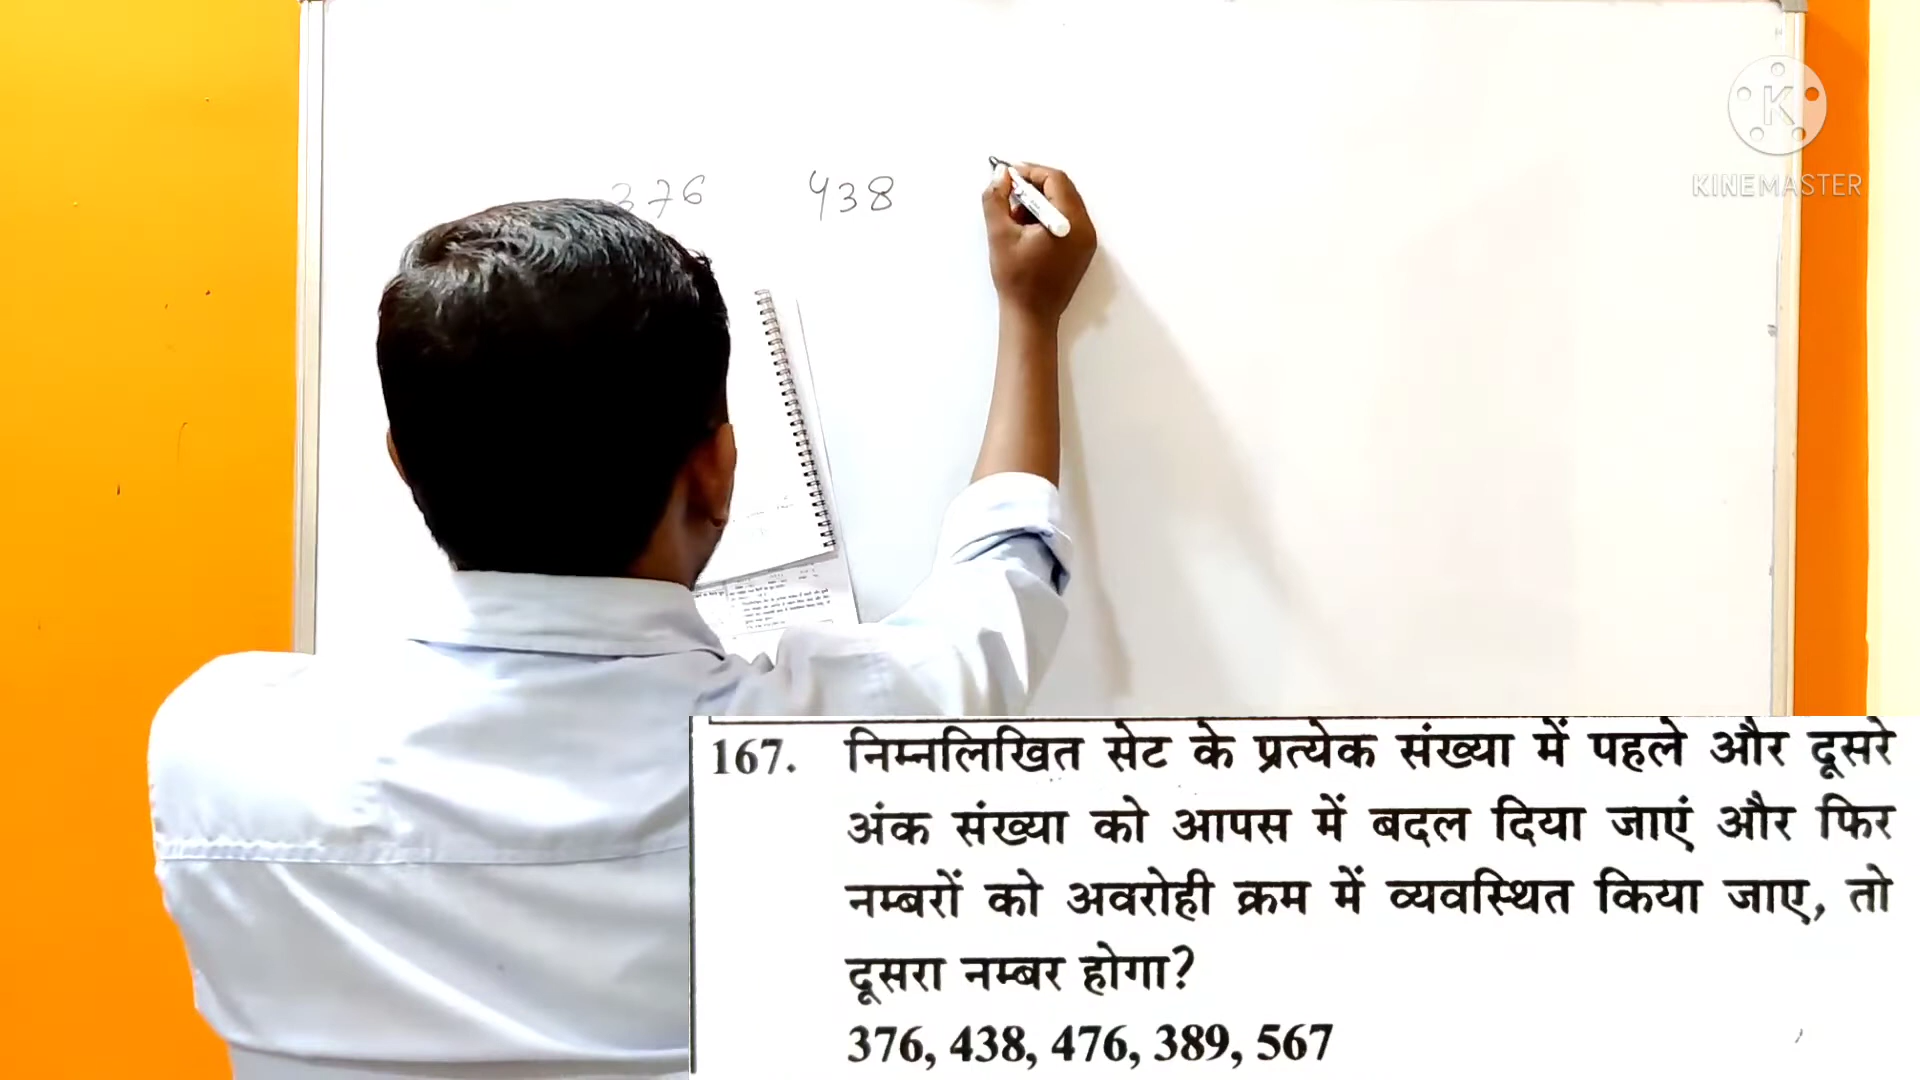 KINEMASTER
376 438
167. निम्नलिखित सेट के प्रत्येक संख्या में पहले और दूसरे
अंक संख्या को आपस में बदल दिया जाएं और फिर
नम्बरों को अवरोही क्रम में व्यवस्थित किया जाए, तो
दूसरा नम्बर होगा?
376, 438, 476, 389, 567